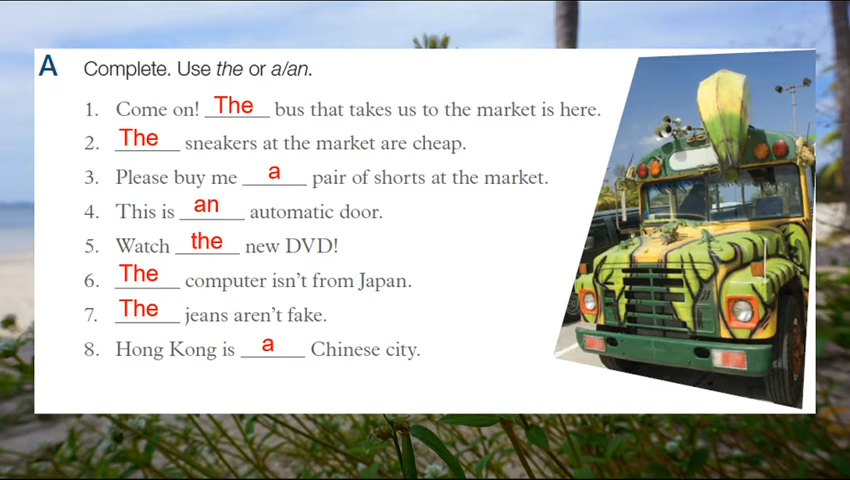 A Complete. Use the or a/an.
1. Come on! The bus that takes us to the market is here.
2. The sneakers at the market are cheap.
3. Please buy me a pair of shorts at the market.
4. This is an automatic door.
5. Watch the new DVD!
6. The computer isn't from Japan.
7. The jeans aren't fake.
8. Hong Kong is a Chinese city.